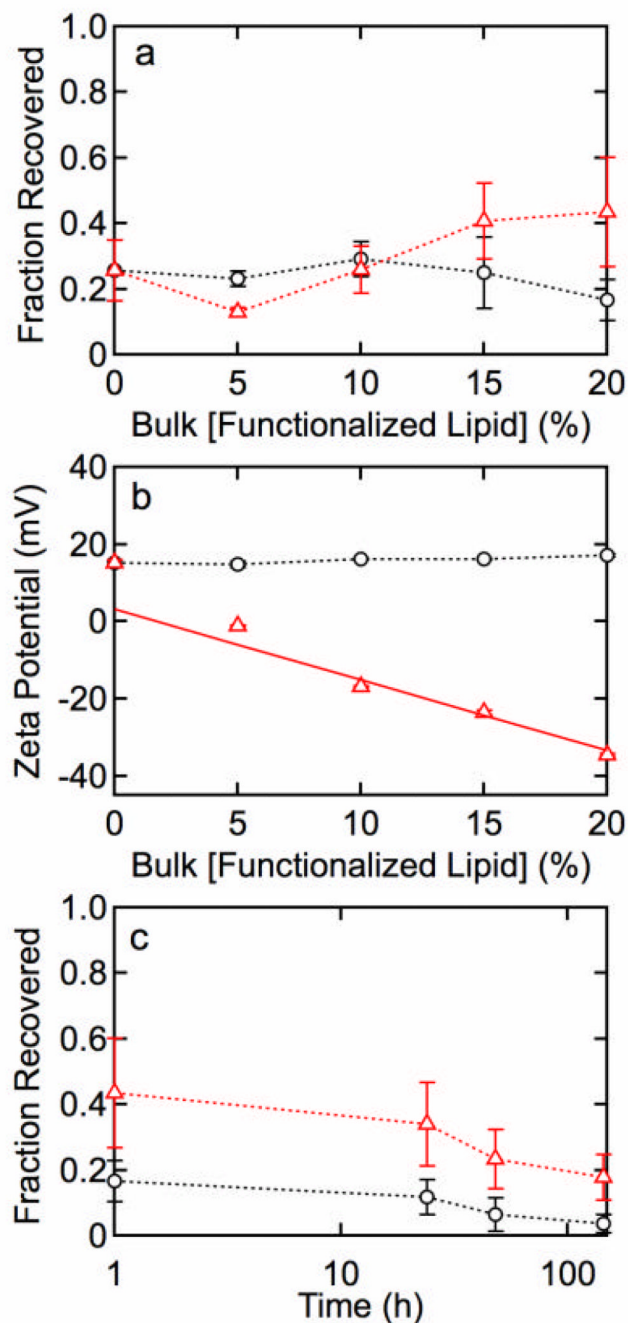 a
Fraction Recovered
1.0
0.8
0.6
0.4
0.2
0
0 5 10 15 20
Bulk [Functionalized Lipid] (%)
b
Zeta Potential (mV)
40
20
0
-20
-40
0 5 10 15 20
Bulk [Functionalized Lipid] (%)
c
Fraction Recovered
1.0
0.8
0.6
0.4
0.2
0
1 10 100
Time (h)